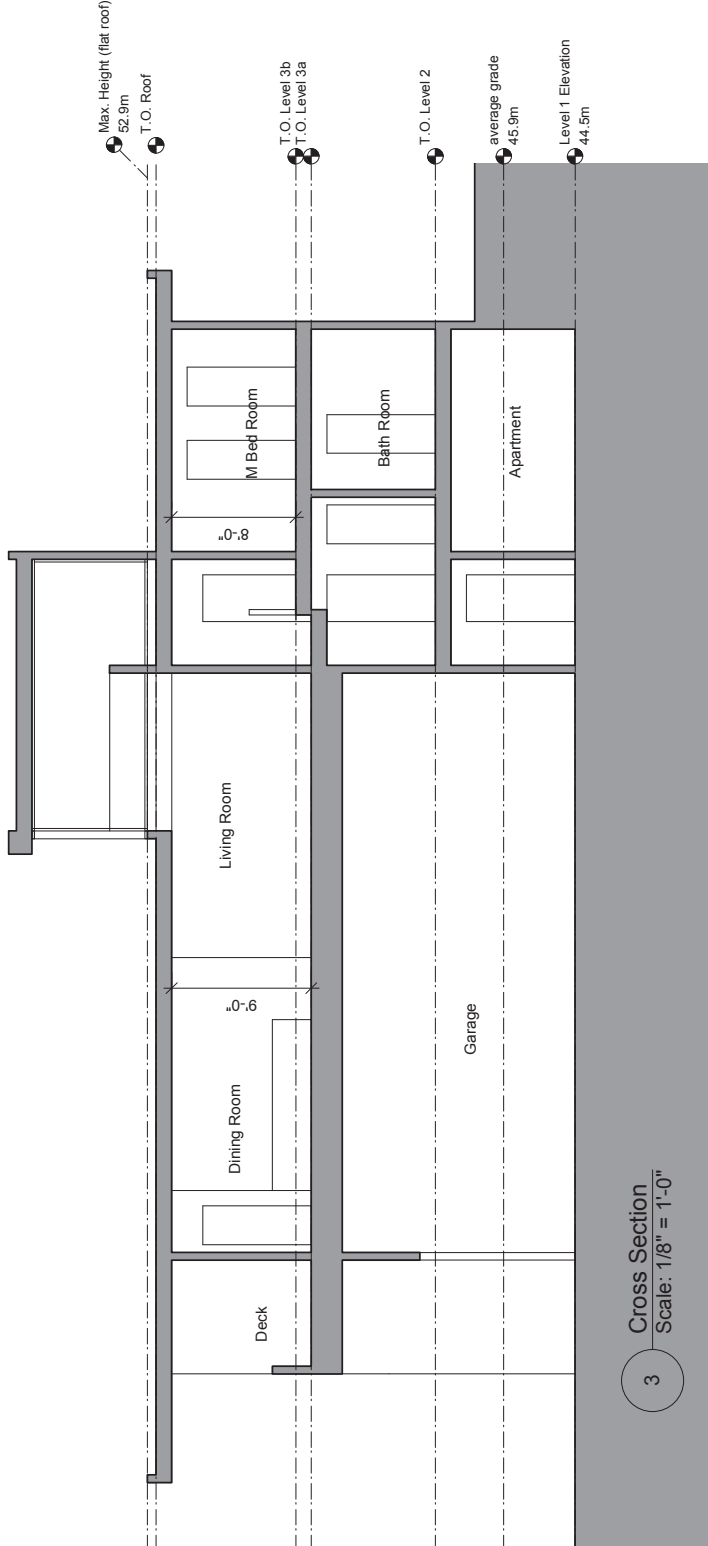 Max. Height (flat roof)
52.9m
T.O. Roof
T.O. Level 3b
T.O. Level 3a
T.O. Level 2
average grade
45.9m
Level 1 Elevation
44.5m
M Bed Room
8'-0"
Bath Room
Apartment
Living Room
9'-0"
Dining Room
Garage
Deck
3
Cross Section
Scale: 1/8" = 1'-0"